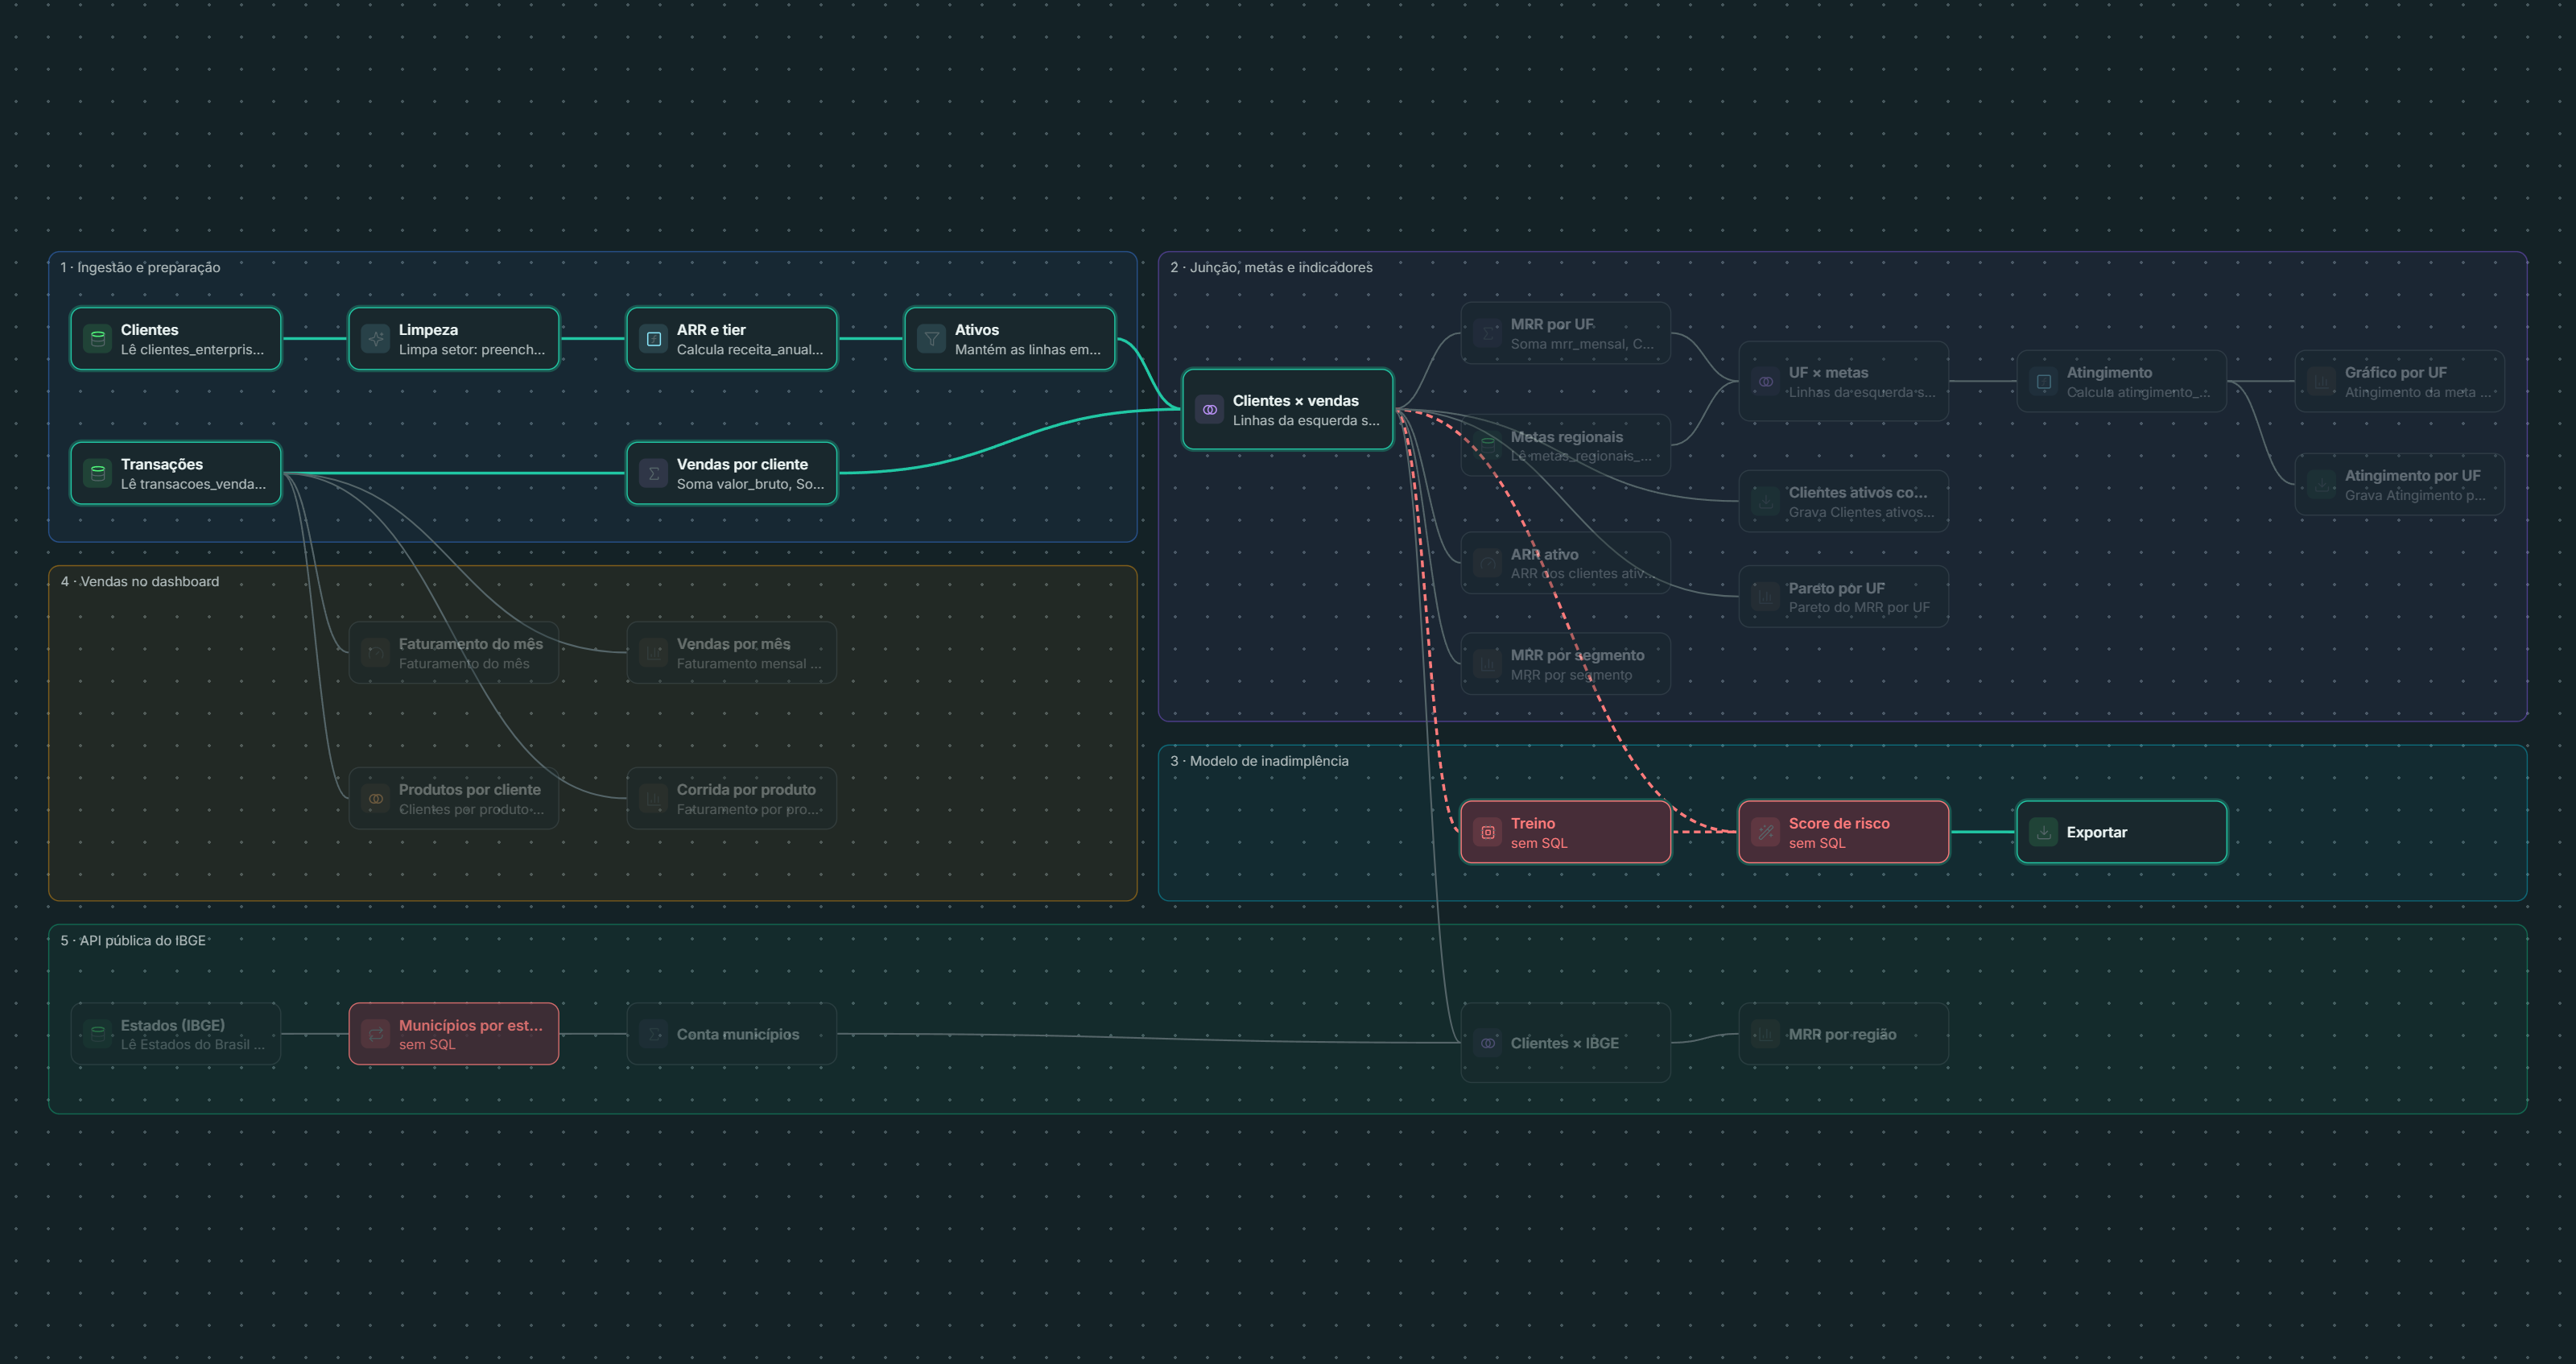 1 · Ingestão e preparação
Clientes
Lê clientes_enterpris...
Limpeza
Limpa setor: preench...
ARR e tier
Calcula receita_anual...
Ativos
Mantém as linhas em...
Transações
Lê transacoes_venda...
Vendas por cliente
Soma valor_bruto, So...
2 · Junção, metas e indicadores
Clientes × vendas
Linhas da esquerda s...
MRR por UF
Soma mrr_mensal, C...
Metas regionais
Lê metas_regionais_...
UF × metas
Linhas da esquerda s...
Atingimento
Calcula atingimento_...
Gráfico por UF
Atingimento da meta ...
Atingimento por UF
Grava Atingimento p...
Clientes ativos co...
Grava Clientes ativos...
ARR ativo
ARR dos clientes ativ...
Pareto por UF
Pareto do MRR por UF
MRR por segmento
MRR por segmento
4 · Vendas no dashboard
Faturamento do mês
Faturamento do mês
Vendas por mês
Faturamento mensal ...
Produtos por cliente
Clientes por produto ...
Corrida por produto
Faturamento por pro...
3 · Modelo de inadimplência
Treino
sem SQL
Score de risco
sem SQL
Exportar
5 · API pública do IBGE
Estados (IBGE)
Lê Estados do Brasil ...
Municípios por est...
sem SQL
Conta municípios
Clientes × IBGE
MRR por região